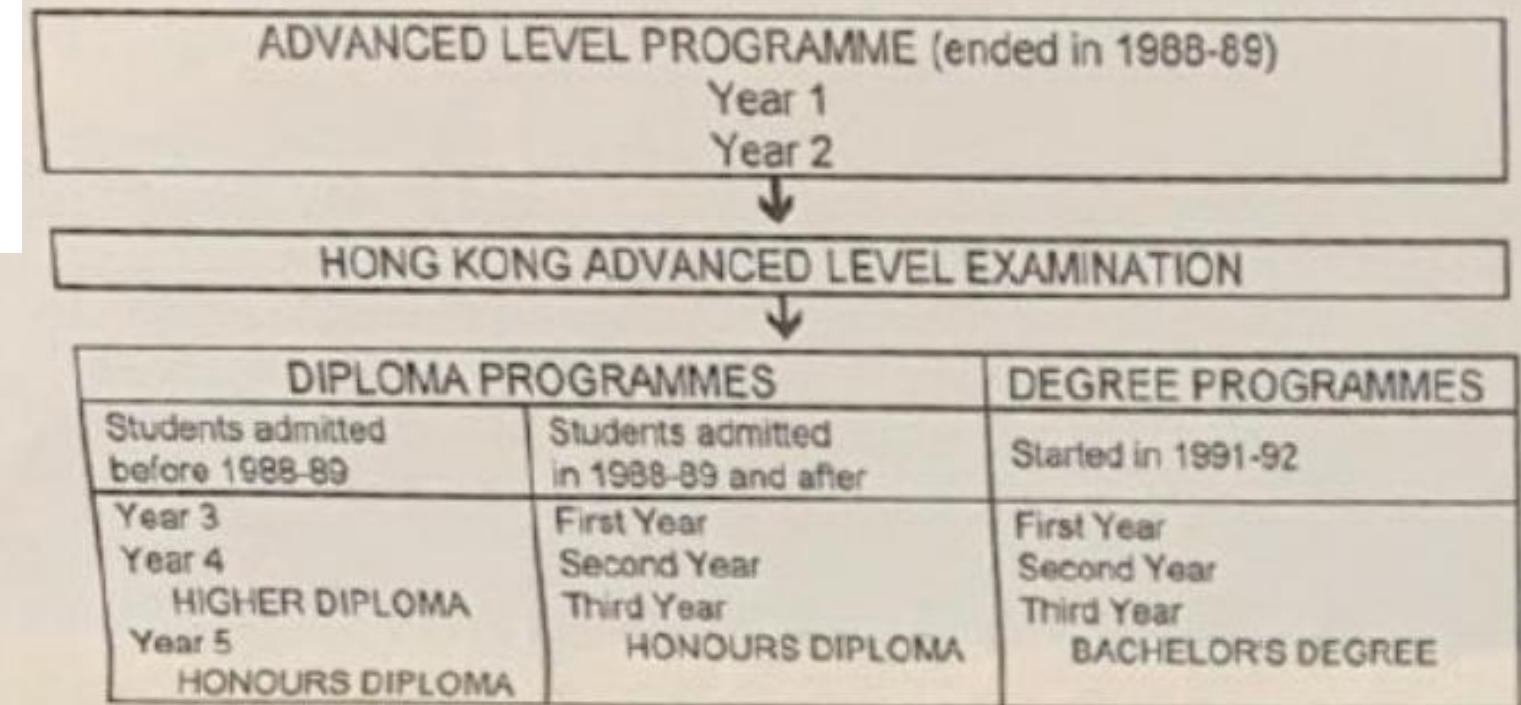 ADVANCED LEVEL PROGRAMME (ended in 1988-89)
Year 1
Year 2
HONG KONG ADVANCED LEVEL EXAMINATION
DIPLOMA PROGRAMMES
DEGREE PROGRAMMES
Students admitted
before 1988-89
Students admitted
in 1988-89 and after
Started in 1991-92
Year 3
Year 4
HIGHER DIPLOMA
Year 5
HONOURS DIPLOMA
First Year
Second Year
Third Year
HONOURS DIPLOMA
First Year
Second Year
Third Year
BACHELOR'S DEGREE